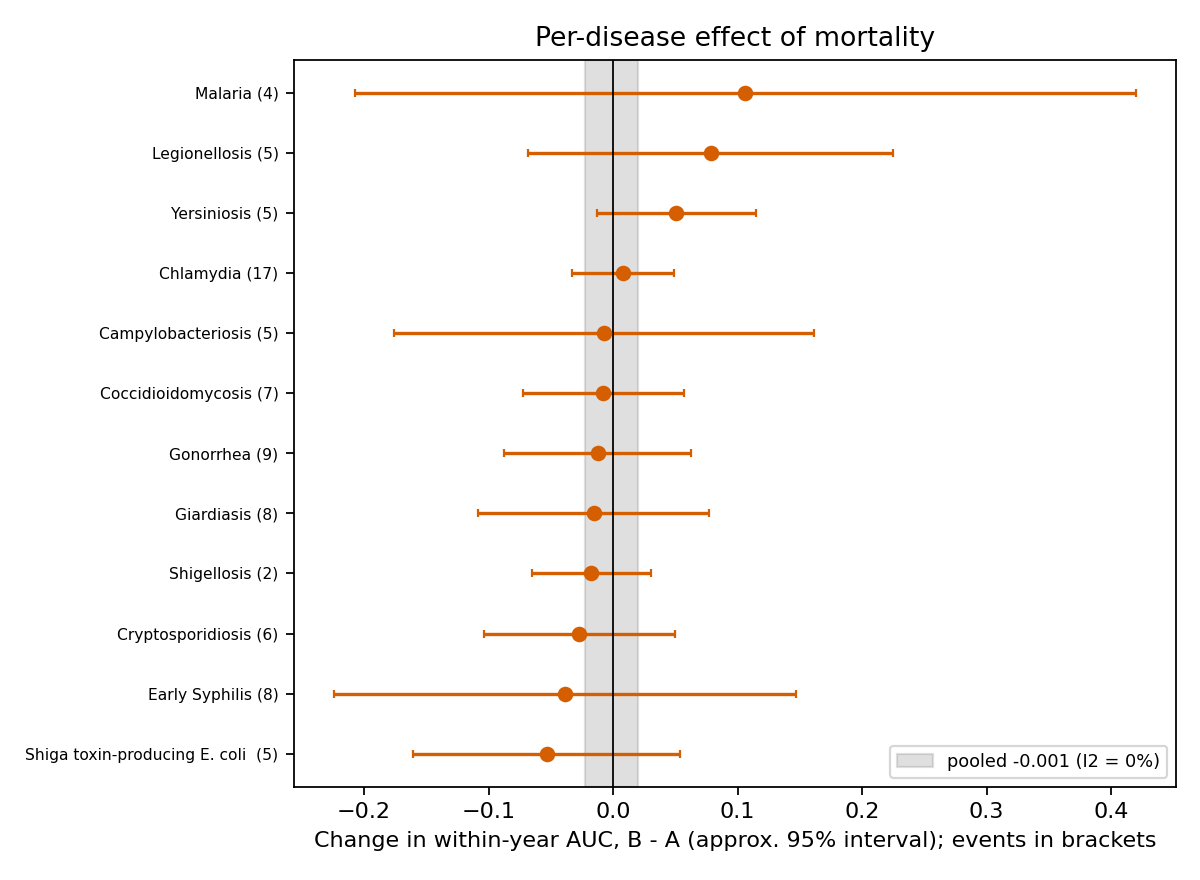 Per-disease effect of mortality
Malaria (4)
Legionellosis (5)
Yersiniosis (5)
Chlamydia (17)
Campylobacteriosis (5)
Coccidioidomycosis (7)
Gonorrhea (9)
Giardiasis (8)
Shigellosis (2)
Cryptosporidiosis (6)
Early Syphilis (8)
Shiga toxin-producing E. coli  (5)
pooled -0.001 (I2 = 0%)
−0.2 −0.1 0.0 0.1 0.2 0.3 0.4
Change in within-year AUC, B - A (approx. 95% interval); events in brackets